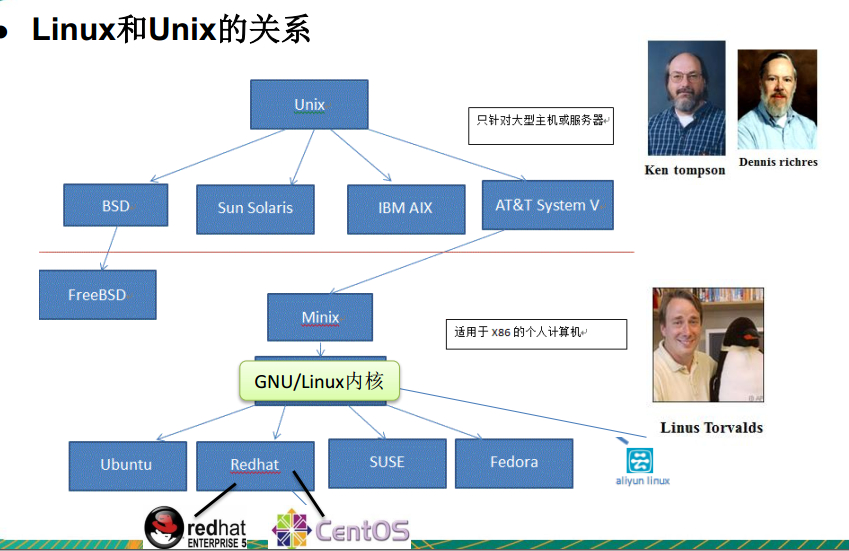 Linux和Unix的关系
Unix
只针对大型主机或服务器
Ken tompson
Dennis richres
BSD
Sun Solaris
IBM AIX
AT&T System V
FreeBSD
Minix
适用于 X86 的个人计算机
GNU/Linux内核
Linus Torvalds
Ubuntu
Redhat
SUSE
Fedora
aliyun linux
redhat
ENTERPRISE 5
CentOS